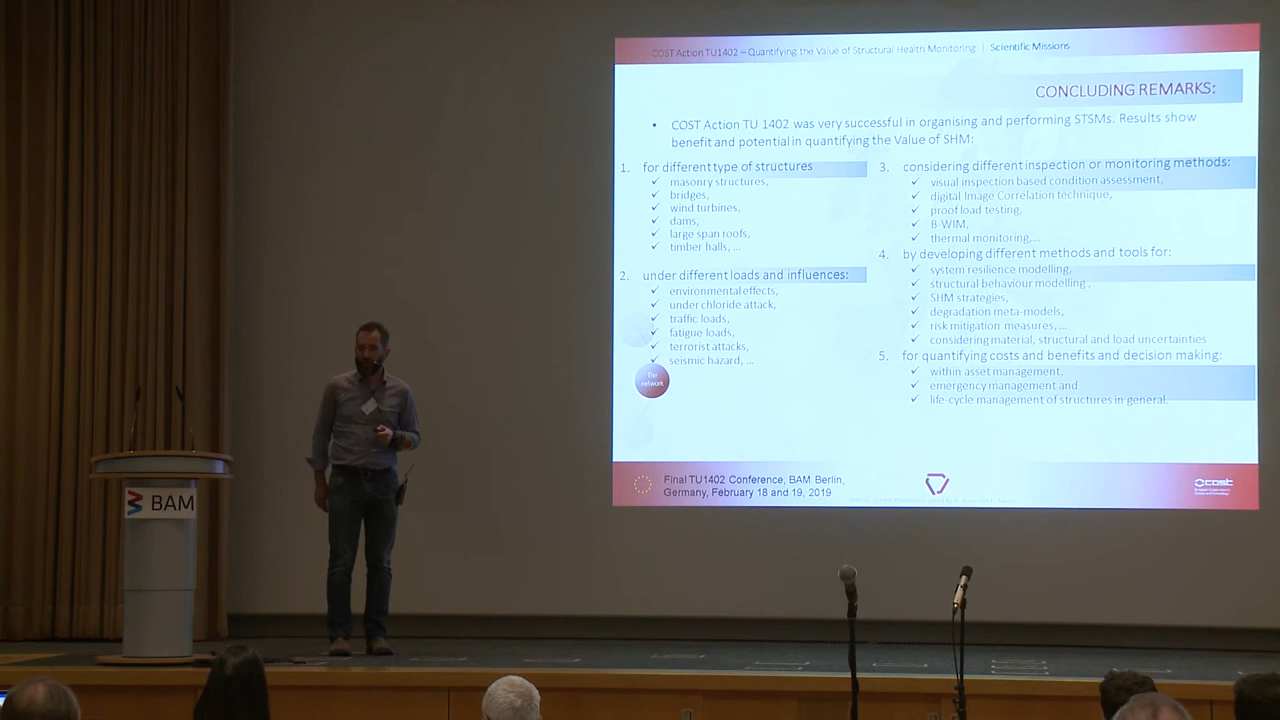 COST Action TU1402 – Quantifying the Value of Structural Health Monitoring | Scientific Missions
CONCLUDING REMARKS:
• COST Action TU 1402 was very successful in organising and performing STSMs. Results show
benefit and potential in quantifying the Value of SHM:
1. for different type of structures
✓ masonry structures,
✓ bridges,
✓ wind turbines,
✓ dams,
✓ large span roofs,
✓ timber halls, ...
2. under different loads and influences:
✓ environmental effects,
✓ under chloride attack,
✓ traffic loads,
✓ fatigue loads,
✓ terrorist attacks,
✓ seismic hazard, ...
The
Network
3. considering different inspection or monitoring methods:
✓ visual inspection based condition assessment,
✓ digital Image Correlation technique,
✓ proof load testing,
✓ B-WIM,
✓ thermal monitoring,...
4. by developing different methods and tools for:
✓ system resilience modelling,
✓ structural behaviour modelling ,
✓ SHM strategies,
✓ degradation meta-models,
✓ risk mitigation measures, ...
✓ considering material, structural and load uncertainties
5. for quantifying costs and benefits and decision making:
✓ within asset management,
✓ emergency management and
✓ life-cycle management of structures in general.
Final TU1402 Conference, BAM Berlin,
Germany, February 18 and 19, 2019
cost
BAM